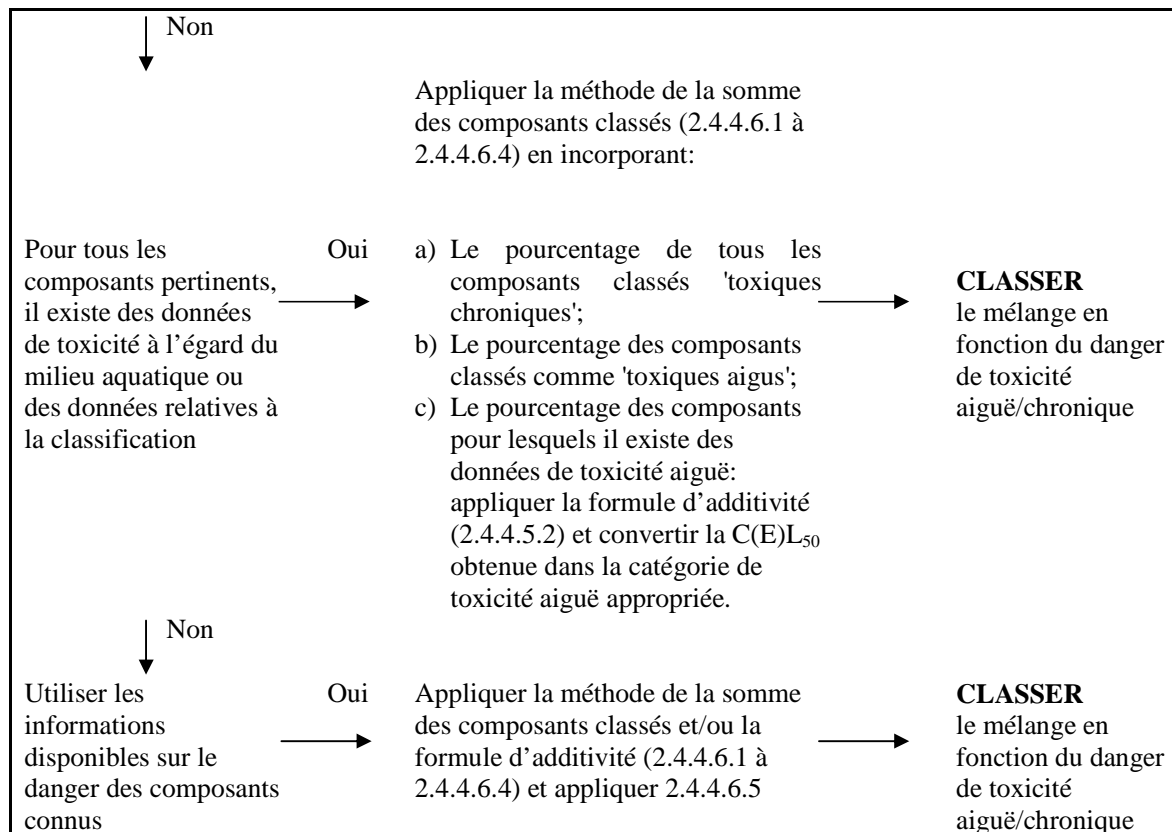 Non
Appliquer la méthode de la somme
des composants classés (2.4.4.6.1 à
2.4.4.6.4) en incorporant:
Pour tous les
composants pertinents,
il existe des données
de toxicité à l'égard du
milieu aquatique ou
des données relatives à
la classification
Oui
a) Le pourcentage de tous les
composants classés 'toxiques
chroniques';
b) Le pourcentage des composants
classés comme 'toxiques aigus';
c) Le pourcentage des composants
pour lesquels il existe des
données de toxicité aiguë:
appliquer la formule d'additivité
(2.4.4.5.2) et convertir la C(E)L50
obtenue dans la catégorie de
toxicité aiguë appropriée.
CLASSER
le mélange en
fonction du danger
de toxicité
aiguë/chronique
Non
Utiliser les
informations
disponibles sur le
danger des composants
connus
Oui
Appliquer la méthode de la somme
des composants classés et/ou la
formule d'additivité (2.4.4.6.1 à
2.4.4.6.4) et appliquer 2.4.4.6.5
CLASSER
le mélange en
fonction du danger
de toxicité
aiguë/chronique